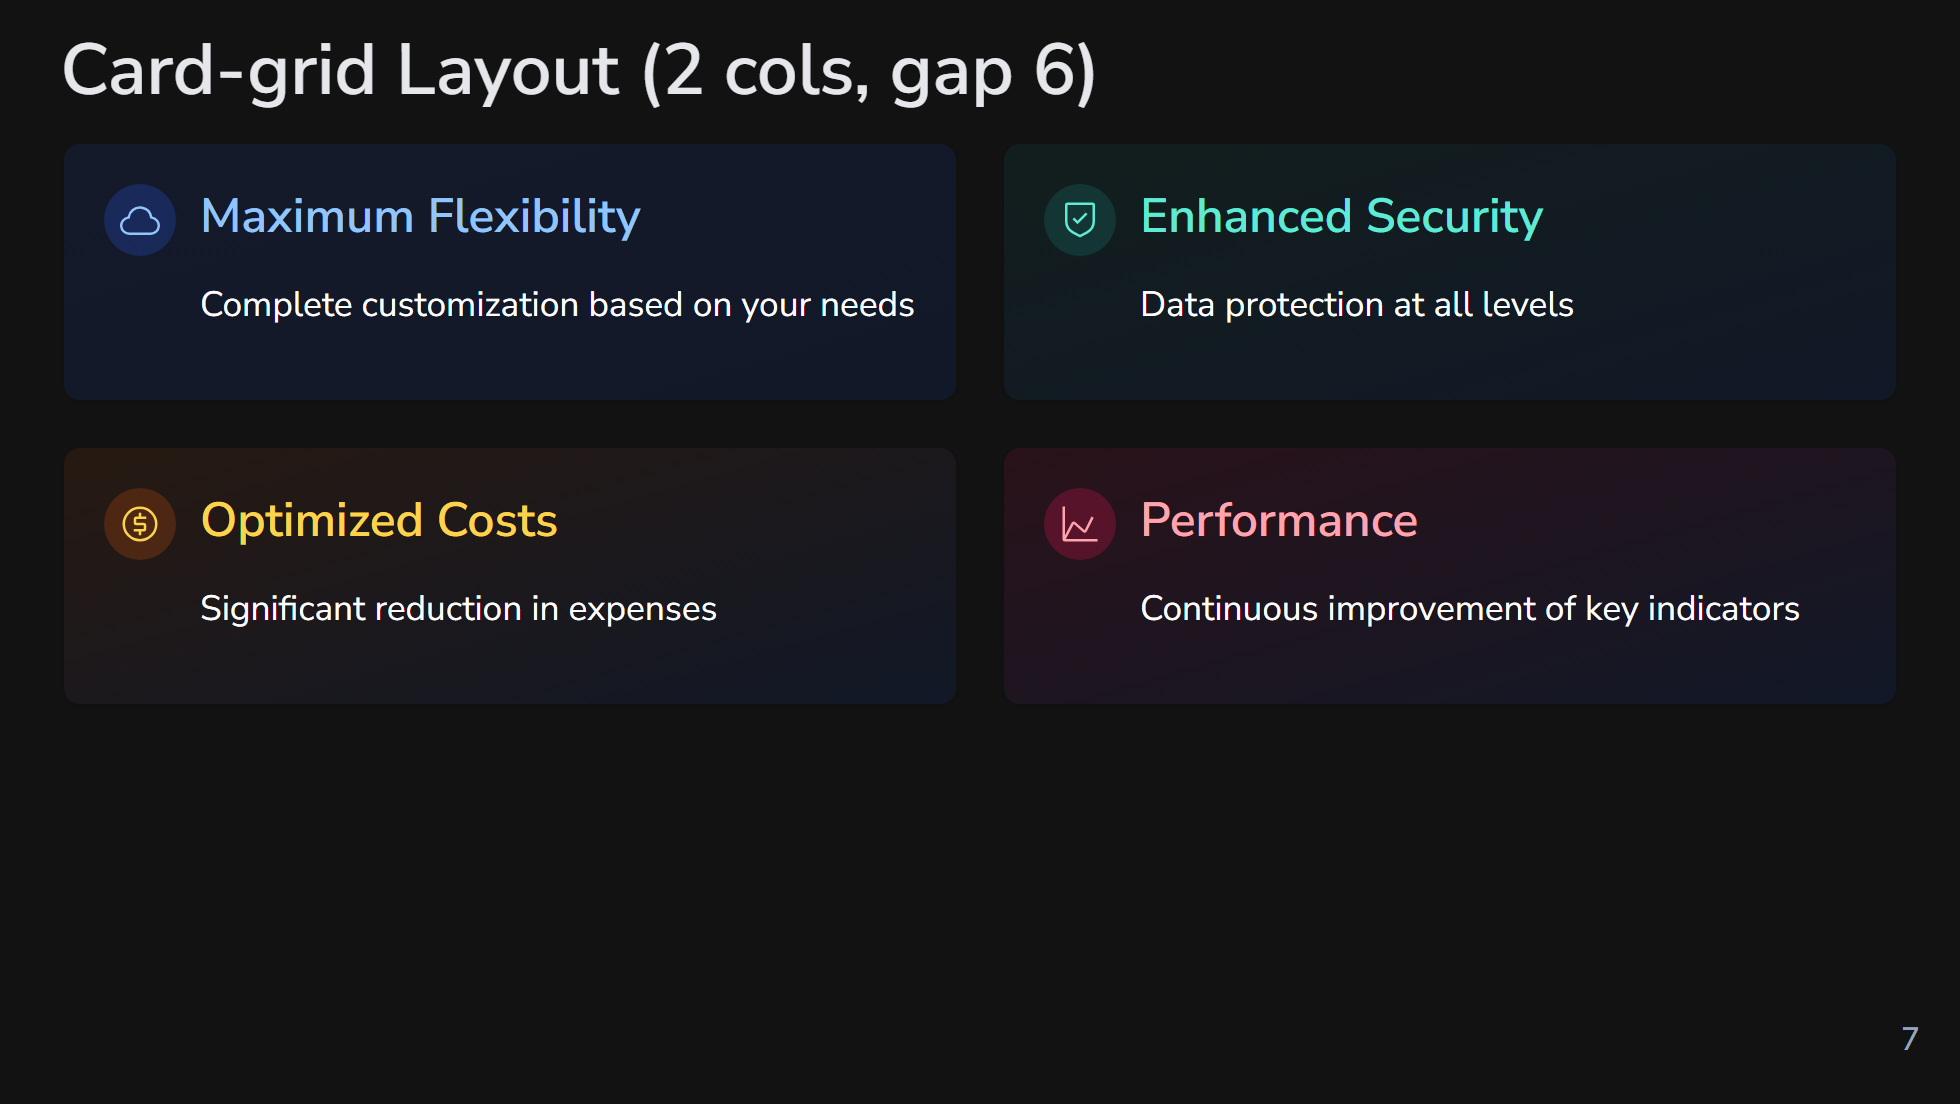 Card-grid Layout (2 cols, gap 6)
Maximum Flexibility
Complete customization based on your needs
Enhanced Security
Data protection at all levels
Optimized Costs
Significant reduction in expenses
Performance
Continuous improvement of key indicators
7